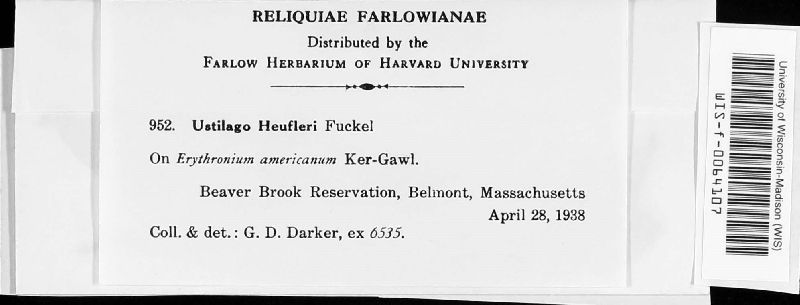 RELIQUIAE FARLOWIANAE
Distributed by the
FARLOW HERBARIUM OF HARVARD UNIVERSITY
952. Ustilago Heufleri Fuckel
On Erythronium americanum Ker-Gawl.
Beaver Brook Reservation, Belmont, Massachusetts
April 28, 1938
Coll. & det.: G. D. Darker, ex 6535.
University of Wisconsin-Madison (WIS)
WIS-f-0064107